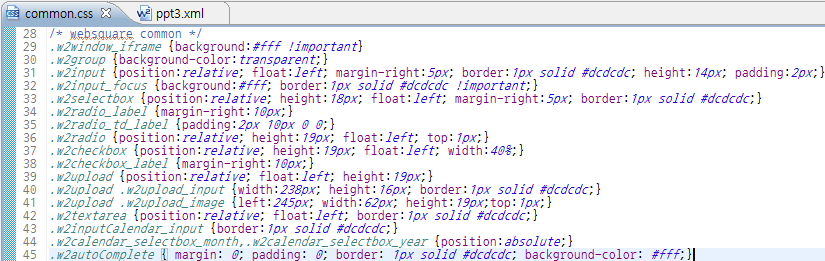 common.css ppt3.xml
28 /* websquare common */
29 .w2window_iframe {background:#fff !important}
30 .w2group {background-color:transparent;}
31 .w2input {position:relative; float:left; margin-right:5px; border:1px solid #dcdcdc; height:14px; padding:2px;}
32 .w2input_focus {background:#fff; border:1px solid #dcdcdc !important;}
33 .w2selectbox {position:relative; height:18px; float:left; margin-right:5px; border:1px solid #dcdcdc;}
34 .w2radio_label {margin-right:10px;}
35 .w2radio_td_label {padding:2px 10px 0 0;}
36 .w2radio {position:relative; height:19px; float:left; top:1px;}
37 .w2checkbox {position:relative; height:19px; float:left; width:40%;}
38 .w2checkbox_label {margin-right:10px;}
39 .w2upload {position:relative; float:left; height:19px;}
40 .w2upload .w2upload_input {width:238px; height:16px; border:1px solid #dcdcdc;}
41 .w2upload .w2upload_image {left:245px; width:62px; height:19px;top:1px;}
42 .w2textarea {position:relative; float:left; border:1px solid #dcdcdc;}
43 .w2inputCalendar_input {border:1px solid #dcdcdc;}
44 .w2calendar_selectbox_month,.w2calendar_selectbox_year {position:absolute;}
45 .w2autoComplete { margin: 0; padding: 0; border: 1px solid #dcdcdc; background-color: #fff;}